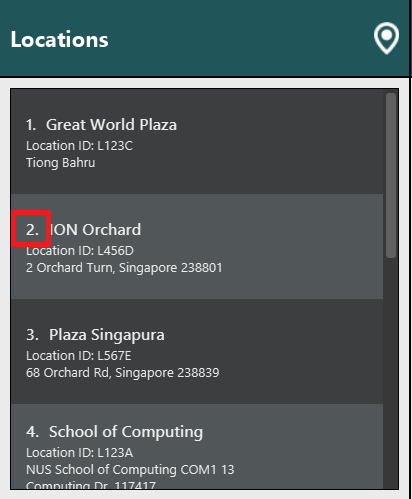 Locations
1. Great World Plaza
Location ID: L123C
Tiong Bahru
2. ION Orchard
Location ID: L456D
2 Orchard Turn, Singapore 238801
3. Plaza Singapura
Location ID: L567E
68 Orchard Rd, Singapore 238839
4. School of Computing
Location ID: L123A
NUS School of Computing COM1 13
Computing Dr, 117417